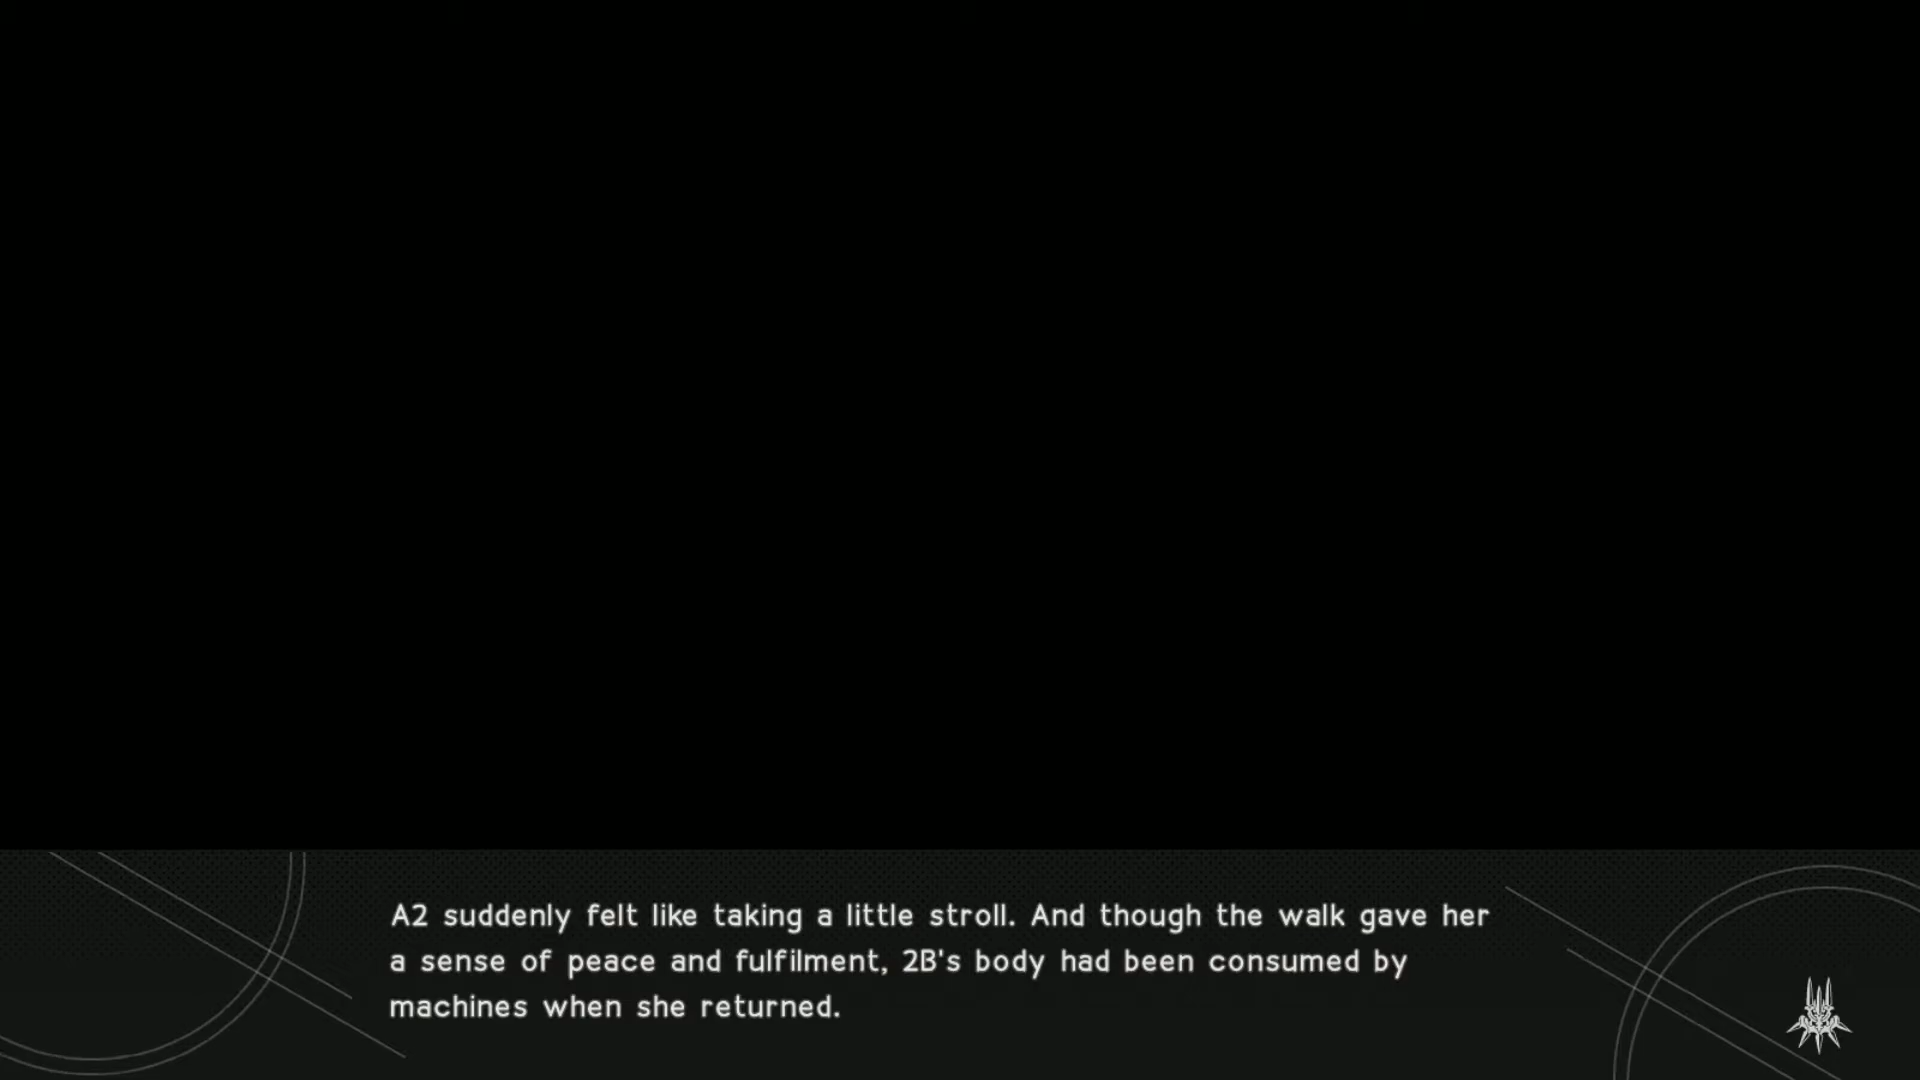 A2 suddenly felt like taking a little stroll. And though the walk gave her
a sense of peace and fulfilment, 2B's body had been consumed by
machines when she returned.